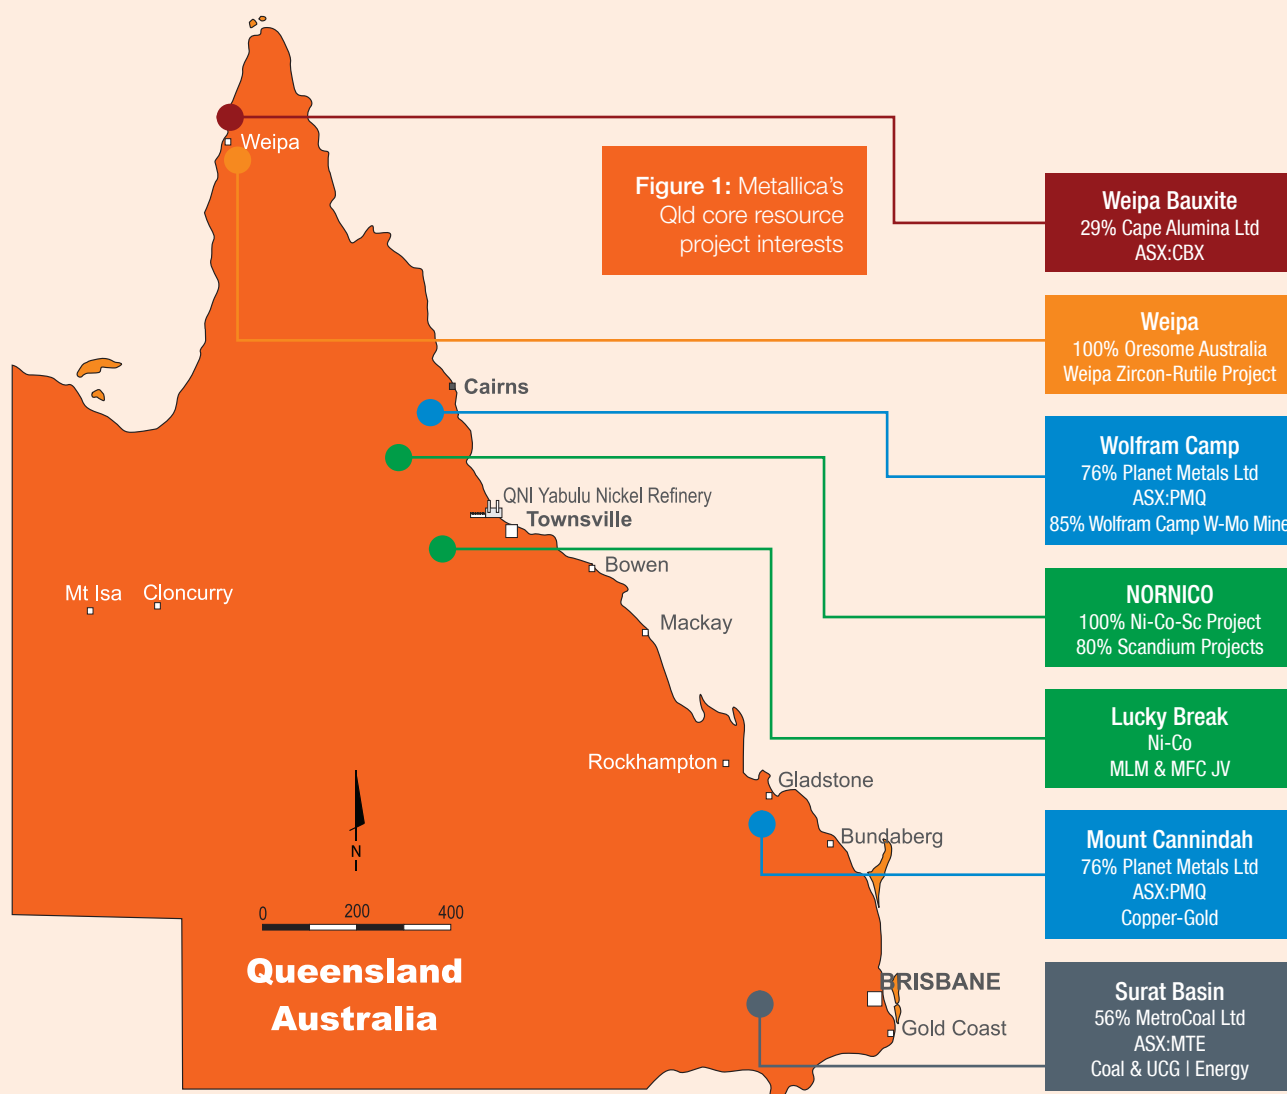 Weipa
Figure 1: Metallica's
Qld core resource
project interests
Weipa Bauxite
29% Cape Alumina Ltd
ASX:CBX
Weipa
100% Oresome Australia
Weipa Zircon-Rutile Project
Cairns
Wolfram Camp
76% Planet Metals Ltd
ASX:PMQ
85% Wolfram Camp W-Mo Mine
QNI Yabulu Nickel Refinery
Townsville
Bowen
Mt Isa
Cloncurry
Mackay
NORNICO
100% Ni-Co-Sc Project
80% Scandium Projects
Lucky Break
Ni-Co
MLM & MFC JV
Rockhampton
Gladstone
Bundaberg
N
Mount Cannindah
76% Planet Metals Ltd
ASX:PMQ
Copper-Gold
0 200 400
Queensland
Australia
BRISBANE
Gold Coast
Surat Basin
56% MetroCoal Ltd
ASX:MTE
Coal & UCG | Energy